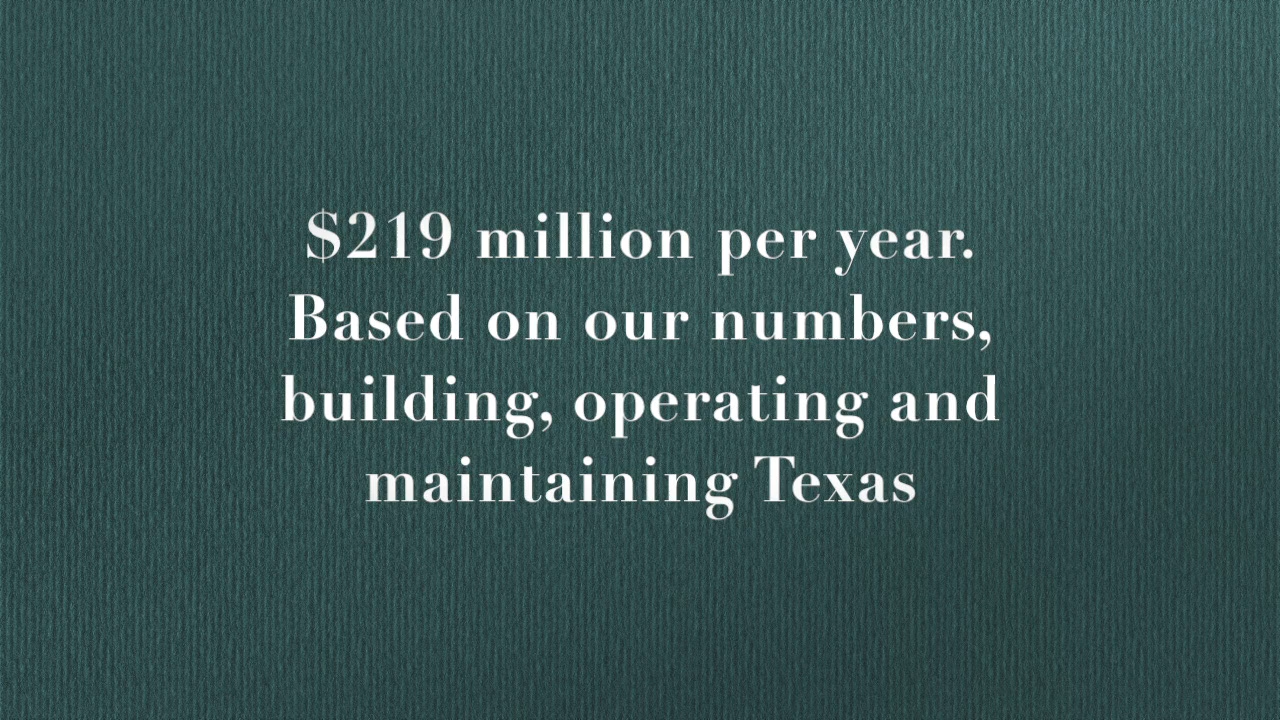 $219 million per year.
Based on our numbers,
building, operating and
maintaining Texas